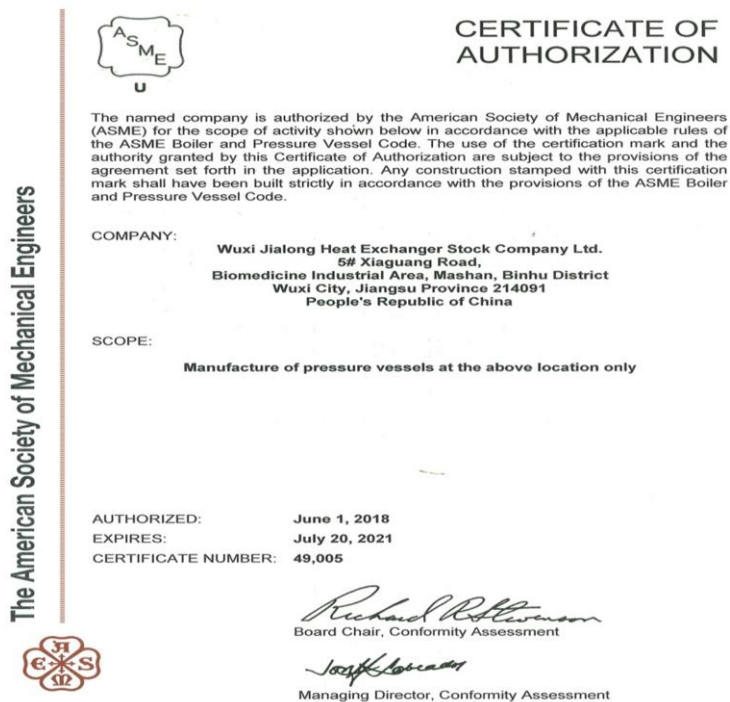 ASME
U
CERTIFICATE OF
AUTHORIZATION
The named company is authorized by the American Society of Mechanical Engineers
(ASME) for the scope of activity shown below in accordance with the applicable rules of
the ASME Boiler and Pressure Vessel Code. The use of the certification mark and the
authority granted by this Certificate of Authorization are subject to the provisions of the
agreement set forth in the application. Any construction stamped with this certification
mark shall have been built strictly in accordance with the provisions of the ASME Boiler
and Pressure Vessel Code.
COMPANY:
Wuxi Jialong Heat Exchanger Stock Company Ltd.
5# Xiaguang Road,
Biomedicine Industrial Area, Mashan, Binhu District
Wuxi City, Jiangsu Province 214091
People's Republic of China
SCOPE:
Manufacture of pressure vessels at the above location only
AUTHORIZED: June 1, 2018
EXPIRES: July 20, 2021
CERTIFICATE NUMBER: 49,005
Board Chair, Conformity Assessment
Managing Director, Conformity Assessment
The American Society of Mechanical Engineers
ASME